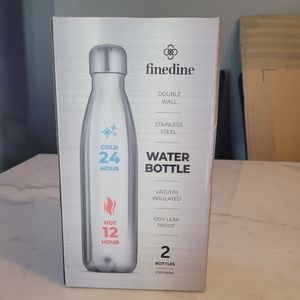 finedine
DOUBLE
WALL
STAINLESS
STEEL
WATER
BOTTLE
VACUUM
INSULATED
100% LEAK
PROOF
2
BOTTLES
COLD
24
HOUR
HOT
12
HOUR